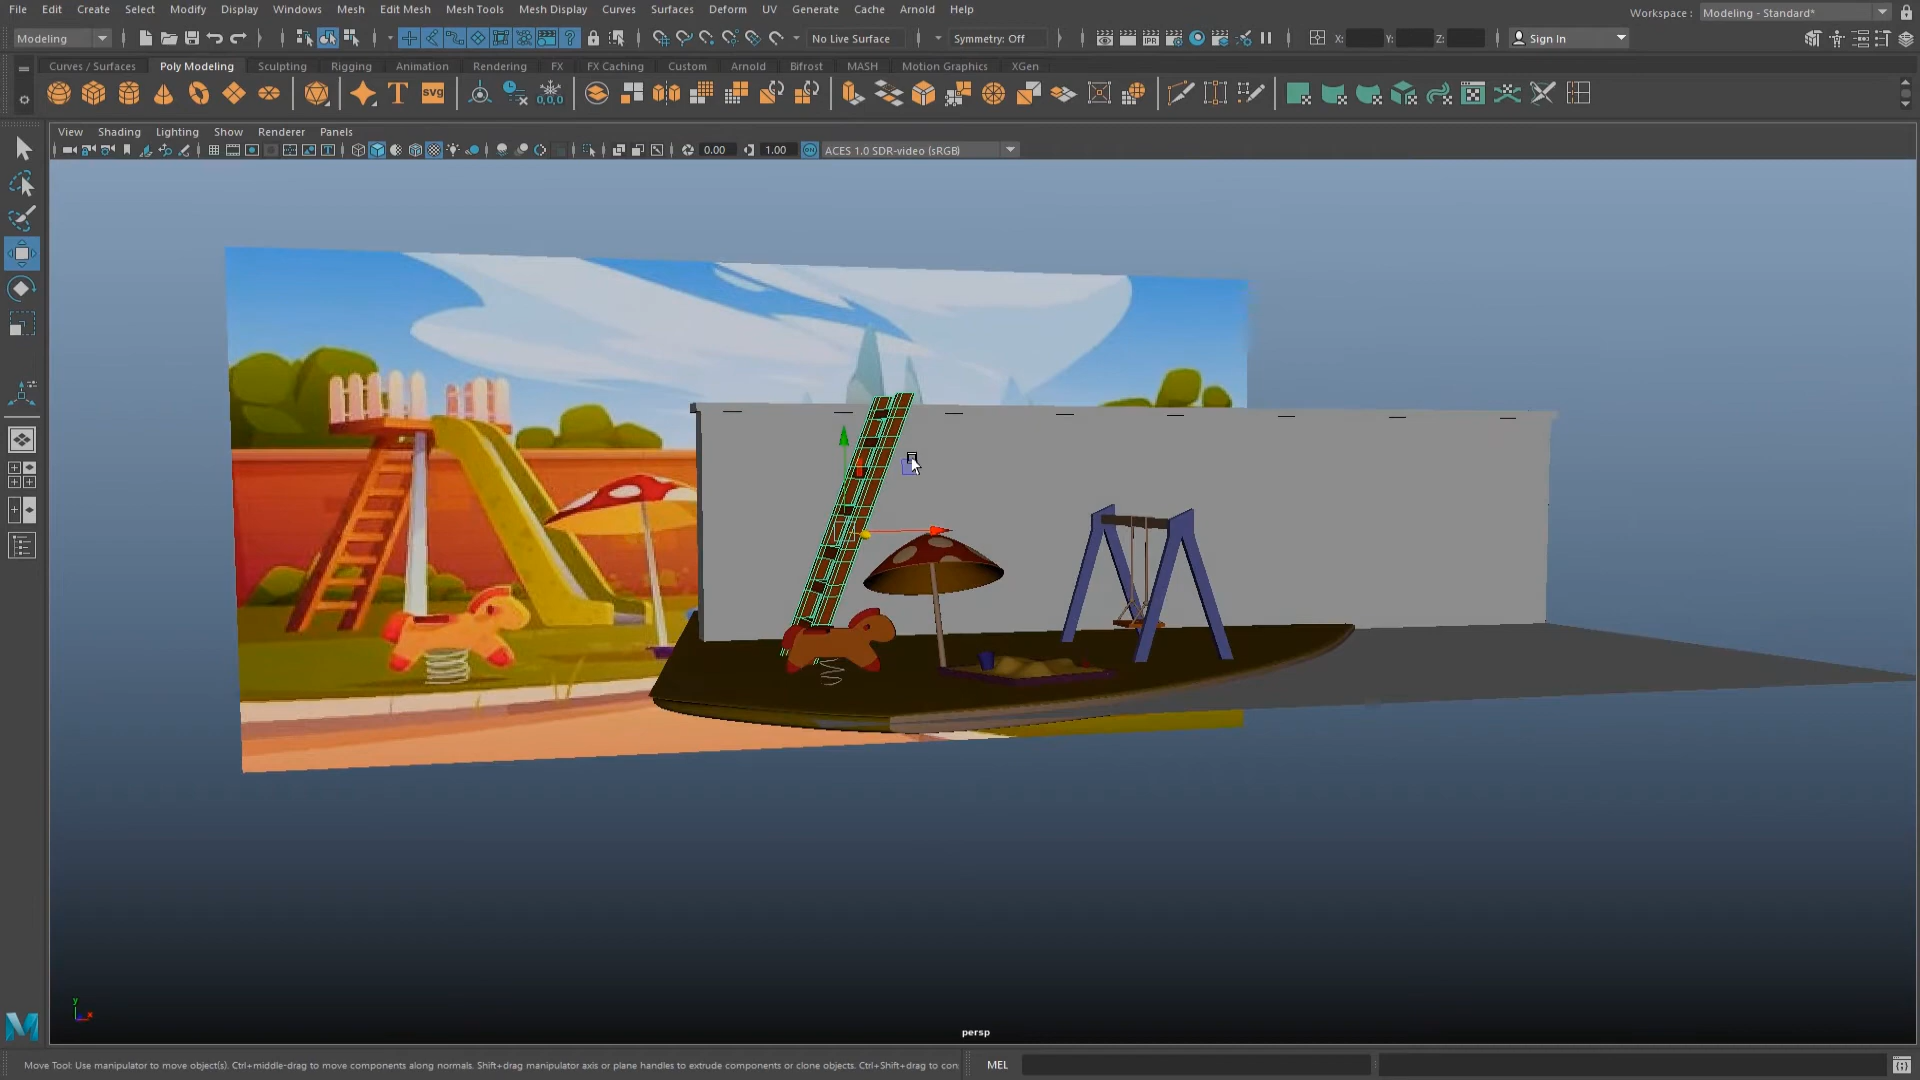 File Edit Create Select Modify Display Windows Mesh Edit Mesh Mesh Tools Mesh Display Curves Surfaces Deform UV Generate Cache Arnold Help
Workspace : Modeling - Standard*
Modeling No Live Surface Symmetry: Off X: Y: Z: Sign In
Curves / Surfaces Poly Modeling Sculpting Rigging Animation Rendering FX FX Caching Custom Arnold Bifrost MASH Motion Graphics XGen
T svg 0,0,0
View Shading Lighting Show Renderer Panels
0.00 1.00 ACES 1.0 SDR-video (sRGB)
y
x
persp
M
Move Tool: Use manipulator to move object(s). Ctrl+middle-drag to move components along normals. Shift+drag manipulator axis or plane handles to extrude components or clone objects. Ctrl+Shift+drag to con
MEL